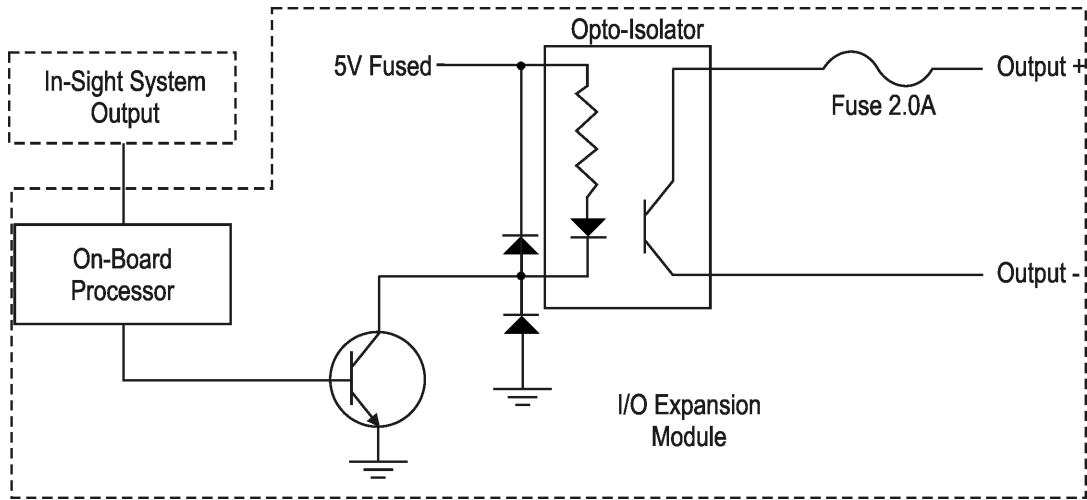 Opto-Isolator
In-Sight System
Output
5V Fused
Output +
Fuse 2.0A
On-Board
Processor
Output -
I/O Expansion
Module